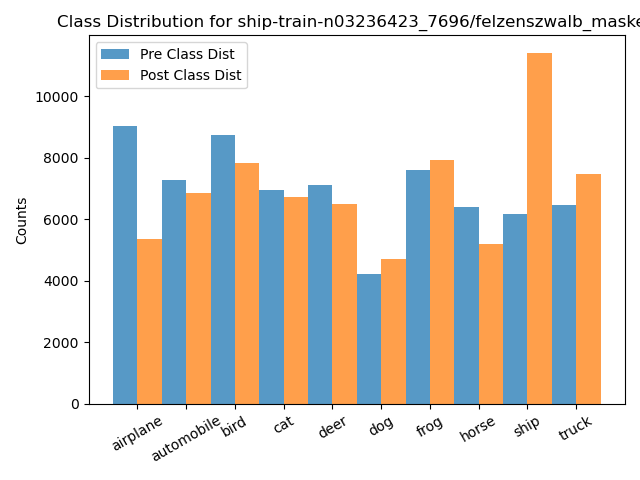 Class Distribution for ship-train-n03236423_7696/felzenszwalb_maske
Pre Class Dist
Post Class Dist
Counts
10000
8000
6000
4000
2000
0
airplane
automobile
bird
cat
deer
dog
frog
horse
ship
truck